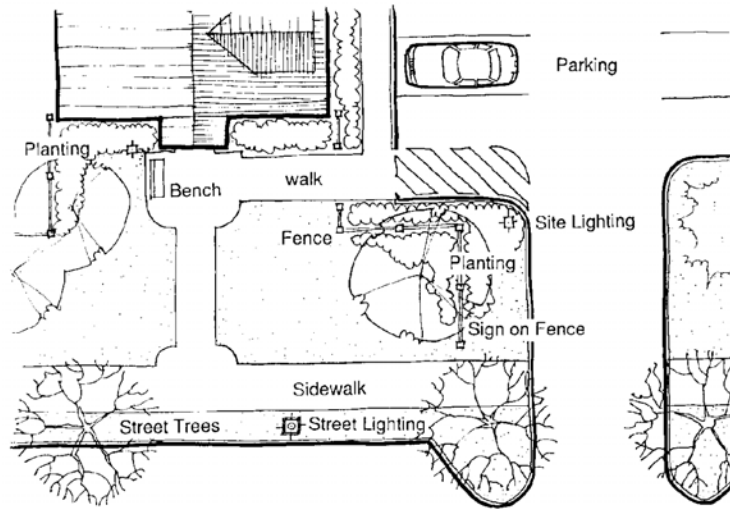 Parking
Planting
Bench
walk
Site Lighting
Fence
Planting
Sign on Fence
Sidewalk
Street Trees
Street Lighting